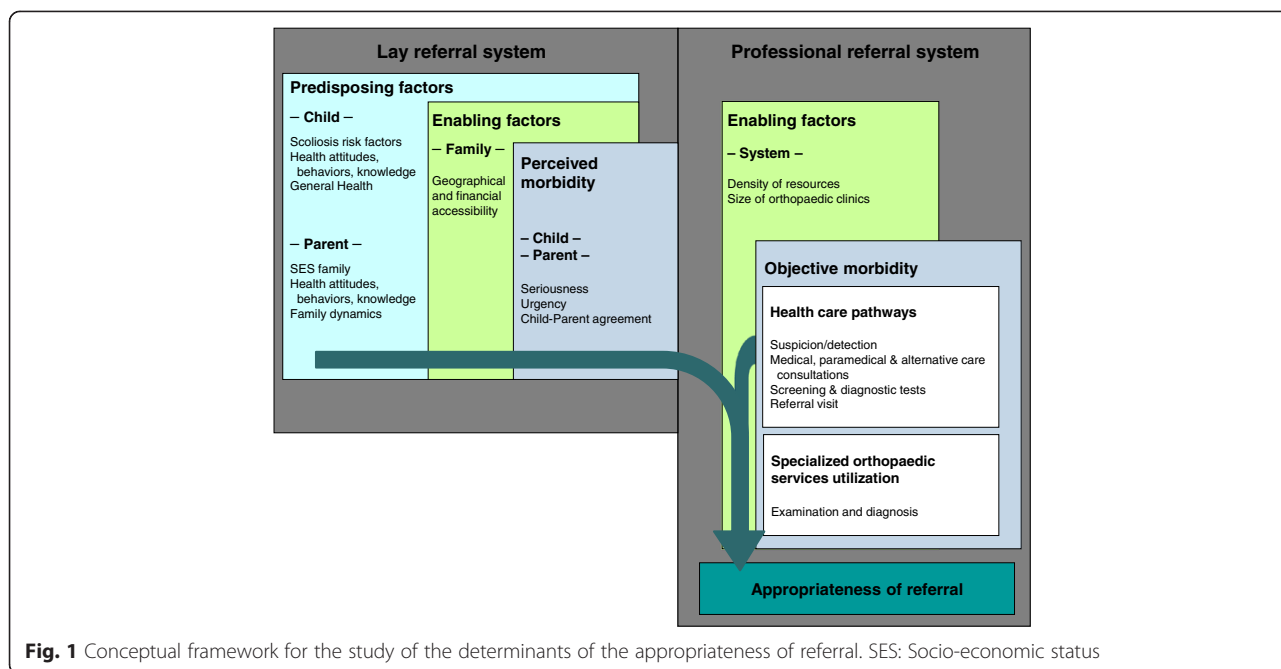 Lay referral system
Predisposing factors
– Child –
Scoliosis risk factors
Health attitudes,
behaviors, knowledge
General Health
– Parent –
SES family
Health attitudes,
behaviors, knowledge
Family dynamics
Enabling factors
– Family –
Geographical
and financial
accessibility
Perceived
morbidity
– Child –
– Parent –
Seriousness
Urgency
Child-Parent agreement
Professional referral system
Enabling factors
– System –
Density of resources
Size of orthopaedic clinics
Objective morbidity
Health care pathways
Suspicion/detection
Medical, paramedical & alternative care
consultations
Screening & diagnostic tests
Referral visit
Specialized orthopaedic
services utilization
Examination and diagnosis
Appropriateness of referral
Fig. 1 Conceptual framework for the study of the determinants of the appropriateness of referral. SES: Socio-economic status